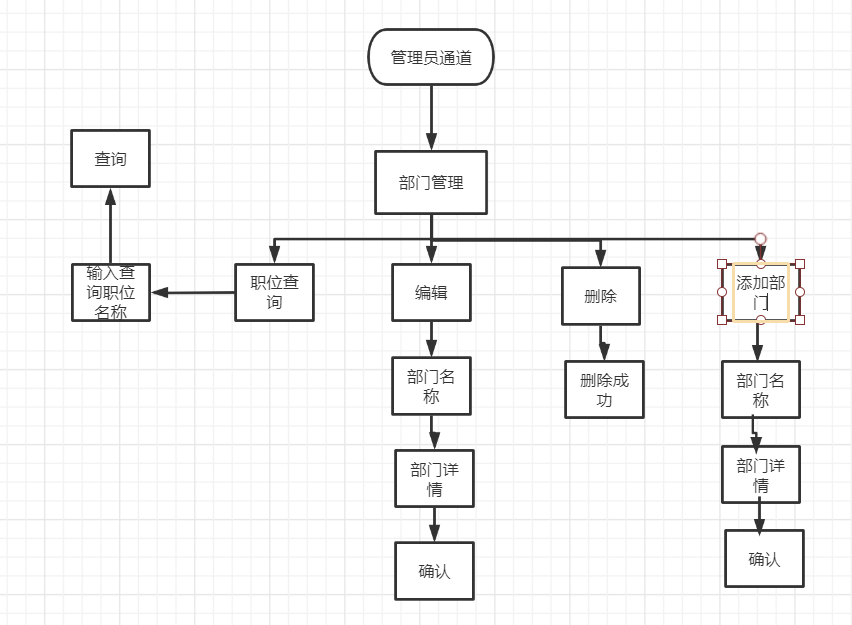 管理员通道
查询
部门管理
输入查
询职位
名称
职位查
询
编辑
删除
添加部
门
部门名
称
删除成
功
部门名
称
部门详
情
部门详
情
确认
确认